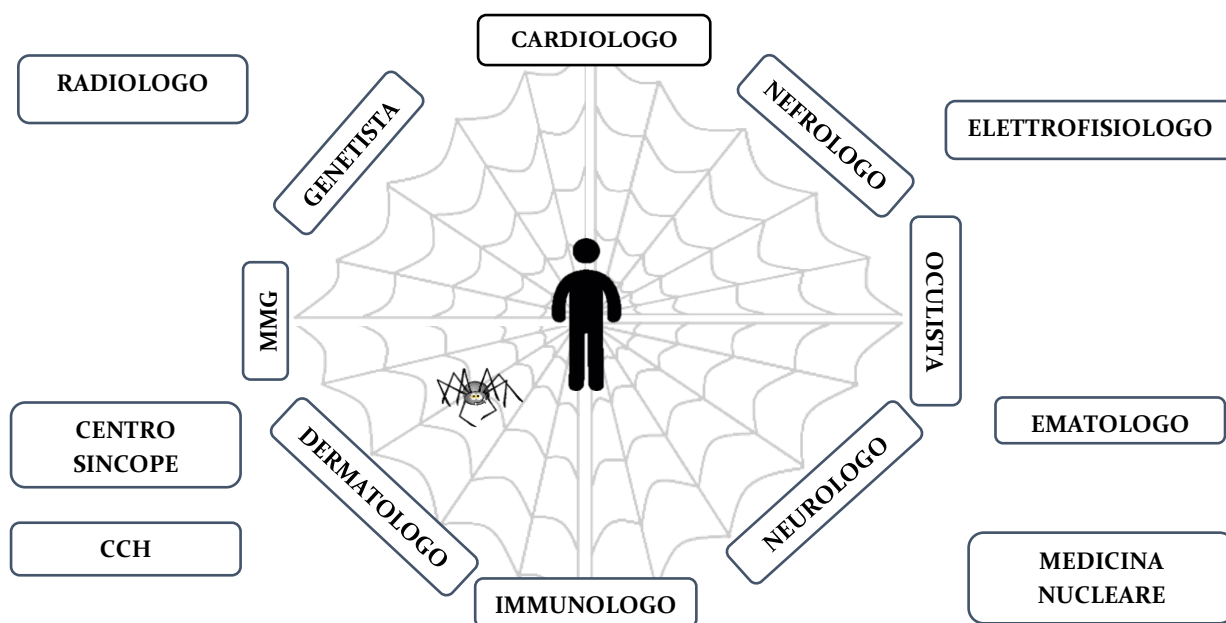 CARDIOLOGO
RADIOLOGO
GENETISTA
NEFROLOGO
ELETTROFISIOLOGO
MMG
OCULISTA
CENTRO
SINCOPE
DERMATOLOGO
NEUROLOGO
EMATOLOGO
CCH
IMMUNOLOGO
MEDICINA
NUCLEARE